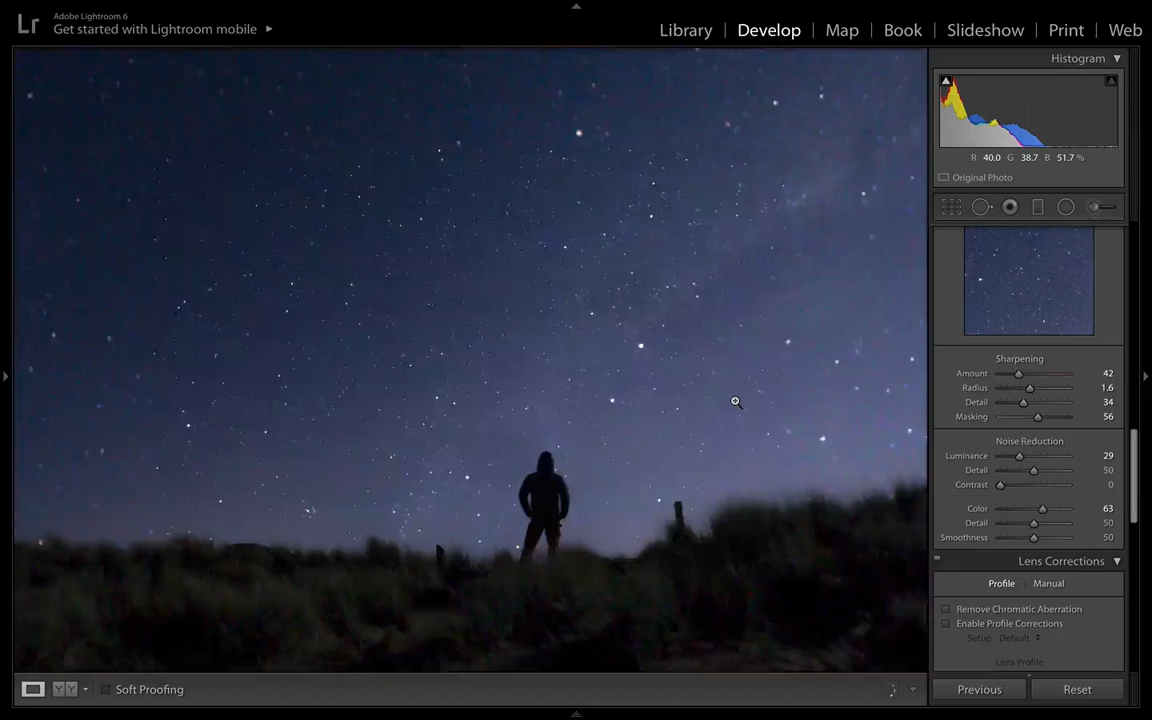 Lr
Adobe Lightroom 6
Get started with Lightroom mobile
Library | Develop | Map | Book | Slideshow | Print | Web
Histogram
R 40.0 G 38.7 B 51.7 %
Original Photo
Sharpening
Amount 42
Radius 1.6
Detail 34
Masking 56
Noise Reduction
Luminance 29
Detail 50
Contrast 0
Color 63
Detail 50
Smoothness 50
Lens Corrections
Profile Manual
Remove Chromatic Aberration
Enable Profile Corrections
Setup Default
Lens Profile
YY Soft Proofing
Previous Reset